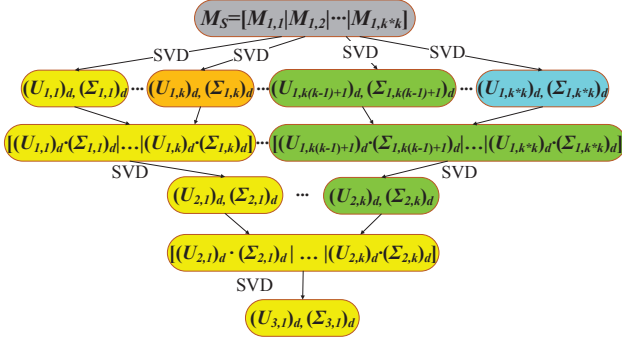 M_S=[M_{1,1}|M_{1,2}|···|M_{1,k*k}]
SVD SVD SVD SVD
(U_{1,1})_d, (Σ_{1,1})_d ··· (U_{1,k})_d, (Σ_{1,k})_d ··· (U_{1,k(k-1)+1})_d, (Σ_{1,k(k-1)+1})_d ··· (U_{1,k*k})_d, (Σ_{1,k*k})_d
[(U_{1,1})_d·(Σ_{1,1})_d|...|(U_{1,k})_d·(Σ_{1,k})_d] ··· [(U_{1,k(k-1)+1})_d·(Σ_{1,k(k-1)+1})_d|...|(U_{1,k*k})_d·(Σ_{1,k*k})_d]
SVD SVD
(U_{2,1})_d, (Σ_{2,1})_d ··· (U_{2,k})_d, (Σ_{2,k})_d
[(U_{2,1})_d · (Σ_{2,1})_d| ... |(U_{2,k})_d·(Σ_{2,k})_d]
SVD
(U_{3,1})_d, (Σ_{3,1})_d